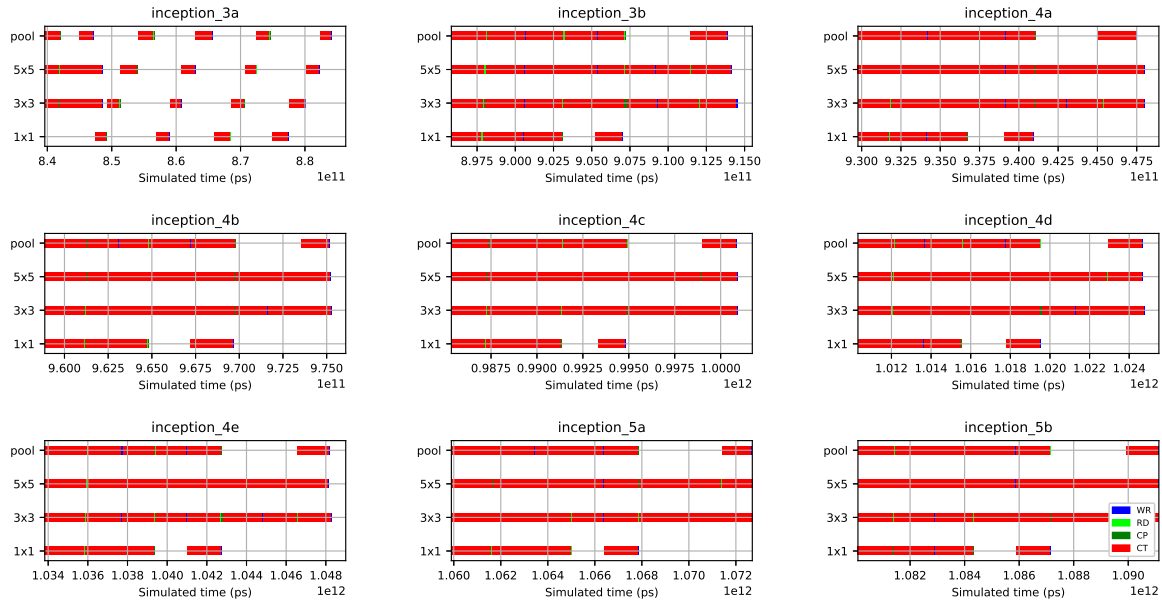 inception_3a
pool
5x5
3x3
1x1
8.4 8.5 8.6 8.7 8.8
1e11
Simulated time (ps)
inception_3b
pool
5x5
3x3
1x1
8.975 9.000 9.025 9.050 9.075 9.100 9.125 9.150
1e11
Simulated time (ps)
inception_4a
pool
5x5
3x3
1x1
9.300 9.325 9.350 9.375 9.400 9.425 9.450 9.475
1e11
Simulated time (ps)
inception_4b
pool
5x5
3x3
1x1
9.600 9.625 9.650 9.675 9.700 9.725 9.750
1e11
Simulated time (ps)
inception_4c
pool
5x5
3x3
1x1
0.9875 0.9900 0.9925 0.9950 0.9975 1.0000
1e12
Simulated time (ps)
inception_4d
pool
5x5
3x3
1x1
1.012 1.014 1.016 1.018 1.020 1.022 1.024
1e12
Simulated time (ps)
inception_4e
pool
5x5
3x3
1x1
1.034 1.036 1.038 1.040 1.042 1.044 1.046 1.048
1e12
Simulated time (ps)
inception_5a
pool
5x5
3x3
1x1
1.060 1.062 1.064 1.066 1.068 1.070 1.072
1e12
Simulated time (ps)
inception_5b
pool
5x5
3x3
1x1
WR
RD
CP
CT
1.082 1.084 1.086 1.088 1.090
1e12
Simulated time (ps)